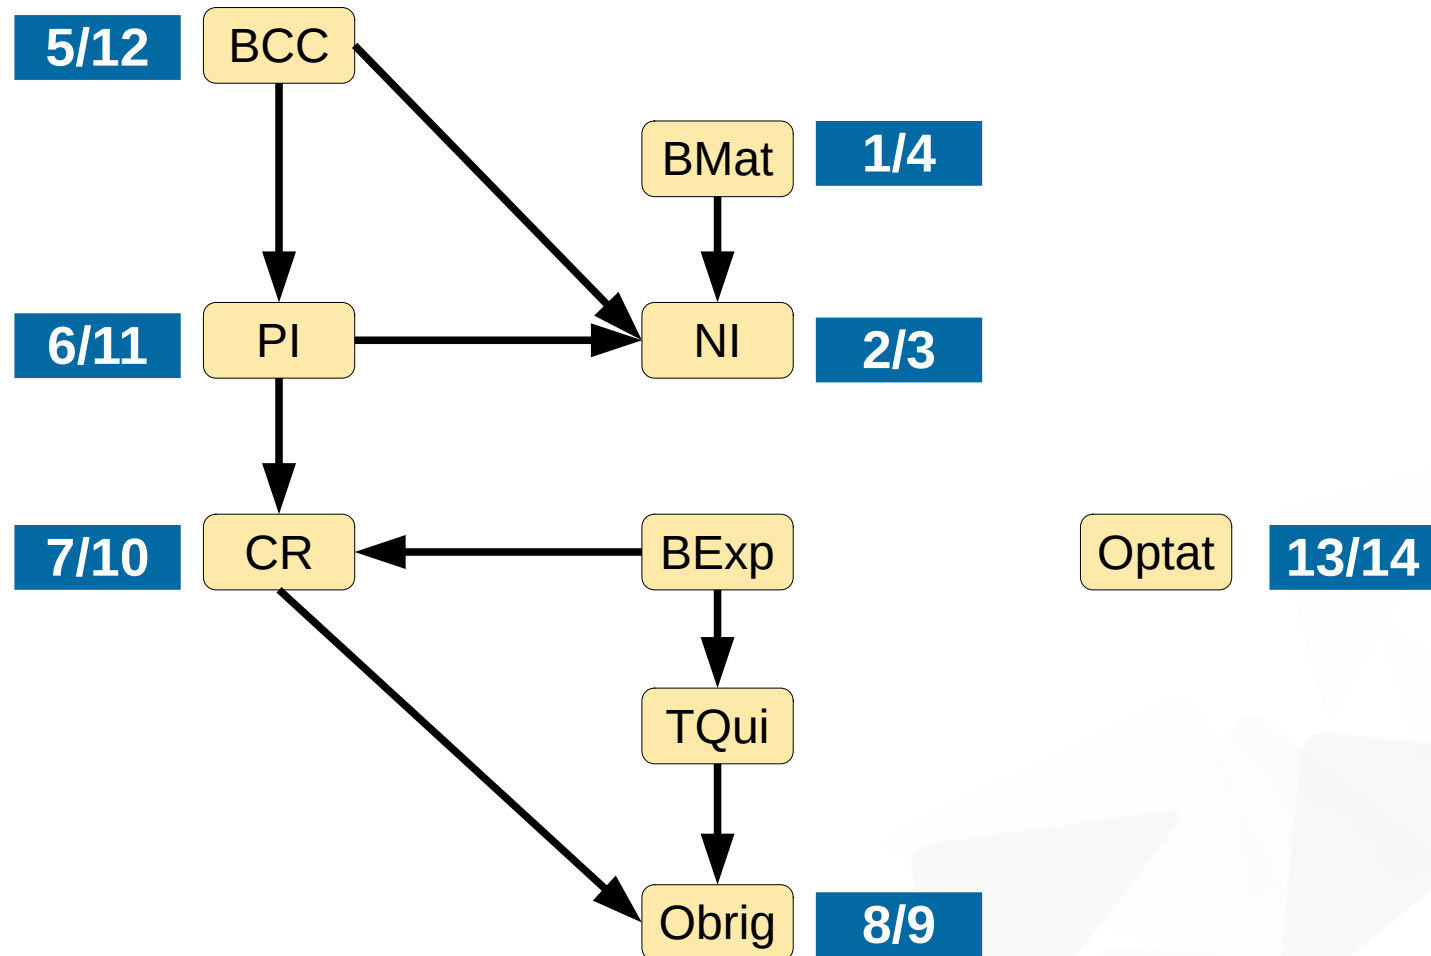 5/12
BCC
BMat
1/4
6/11
PI
NI
2/3
7/10
CR
BExp
Optat
13/14
TQui
Obrig
8/9